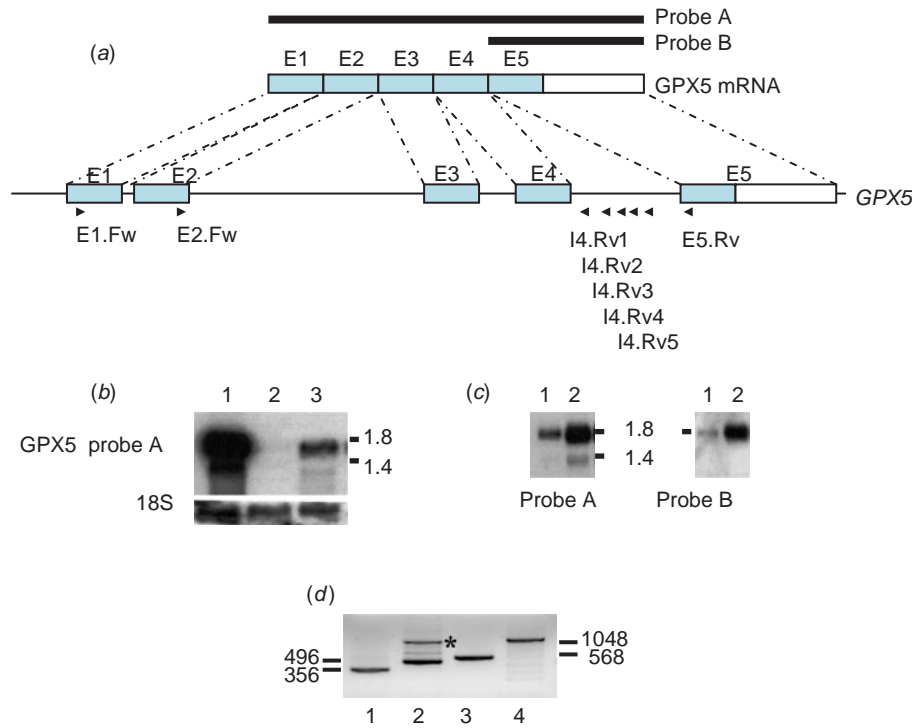 Probe A
Probe B
(a)
E1 E2 E3 E4 E5
GPX5 mRNA
E1 E2 E3 E4 E5
GPX5
E1.Fw E2.Fw I4.Rv1 E5.Rv
I4.Rv2
I4.Rv3
I4.Rv4
I4.Rv5
(b) 1 2 3
GPX5 probe A
1.8
1.4
18S
(c) 1 2 1 2
1.8
1.4
Probe A Probe B
(d)
*
496
356
1048
568
1 2 3 4